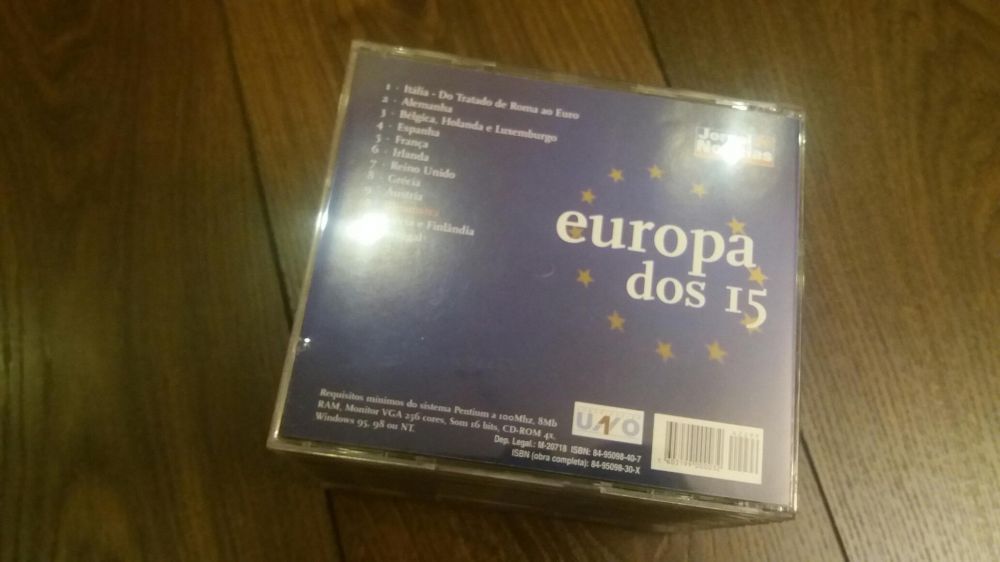 1 · Itália - Do Tratado de Roma ao Euro
2 · Alemanha
3 · Bélgica, Holanda e Luxemburgo
4 · Espanha
5 · França
6 · Irlanda
7 · Reino Unido
8 · Grécia
9 · Áustria
e Finlândia
Jornal
europa
dos 15
Requisitos mínimos do sistema Pentium a 100Mhz, 8Mb
RAM, Monitor VGA 256 cores, Som 16 bits, CD-ROM 4x,
Windows 95, 98 ou NT.
Dep. Legal.: M-20718 ISBN: 84-95098-40-7
ISBN (obra completa): 84-95098-30-X